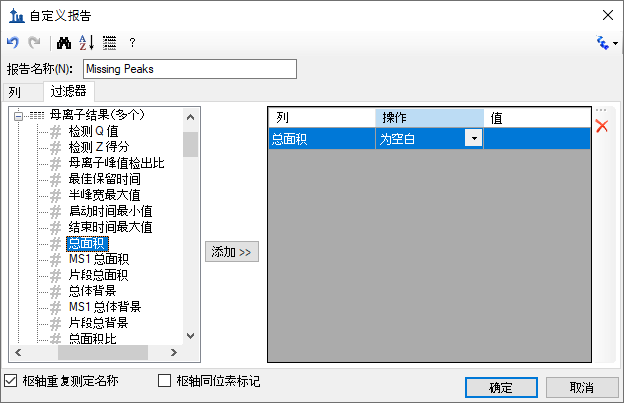 自定义报告
报告名称(N): Missing Peaks
列 过滤器
母离子结果(多个)
检测 Q 值
检测 Z 得分
母离子峰值检出比
最佳保留时间
半峰宽最大值
启动时间最小值
结束时间最大值
总面积
MS1 总面积
片段总面积
总体背景
MS1 总体背景
片段总背景
总面积比
添加 >>
列 操作 值
总面积 为空白
枢轴重复测定名称 枢轴同位素标记
确定 取消